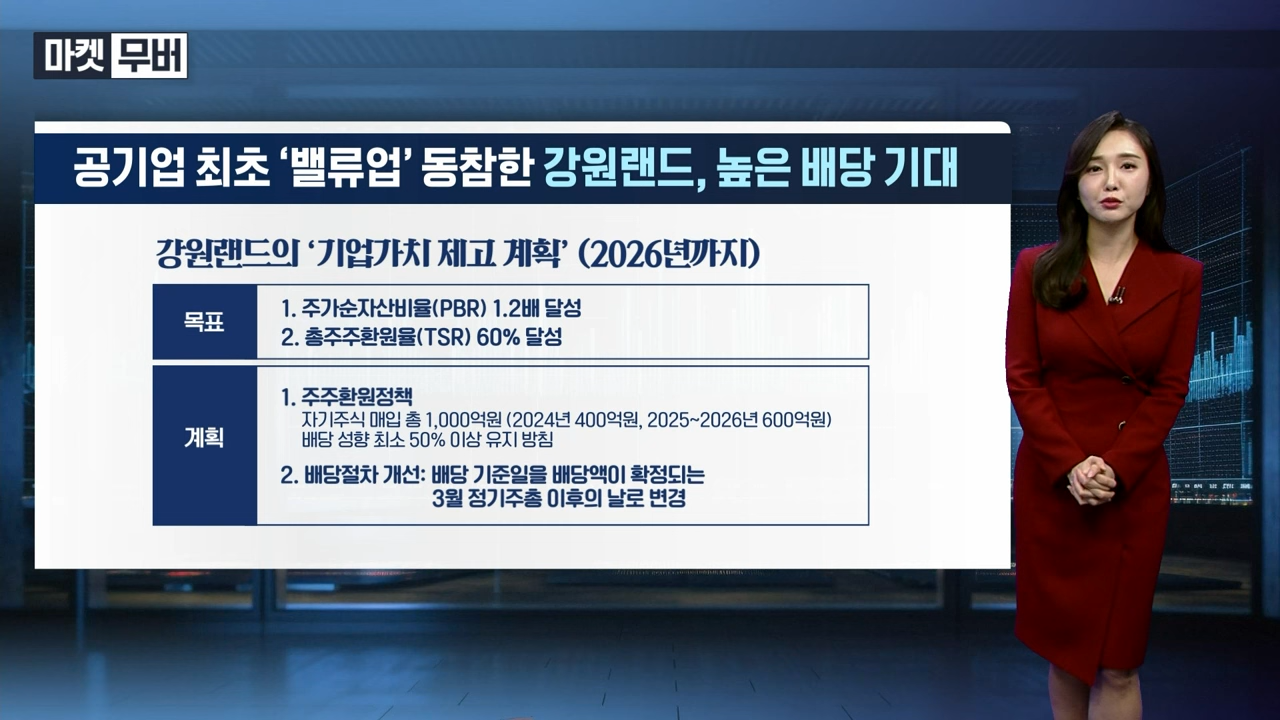 마켓무버
공기업 최초 ‘밸류업’ 동참한 강원랜드, 높은 배당 기대
강원랜드의 ‘기업가치 제고 계획’ (2026년까지)
목표
1. 주가순자산비율(PBR) 1.2배 달성
2. 총주주환원율(TSR) 60% 달성
계획
1. 주주환원정책
자기주식 매입 총 1,000억원 (2024년 400억원, 2025~2026년 600억원)
배당 성향 최소 50% 이상 유지 방침
2. 배당절차 개선: 배당 기준일을 배당액이 확정되는
3월 정기주총 이후의 날로 변경